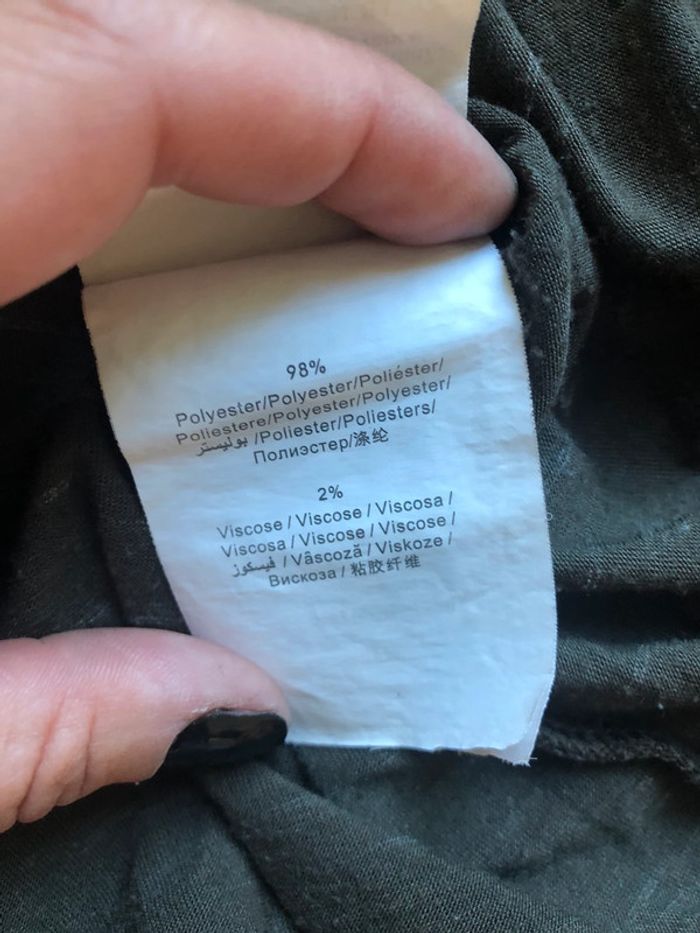 98%
Polyester/Polyester/Poliéster/
Poliestere/Polyester/Polyester/
بوليستر /Poliester/Poliesters/
Полиэстер/涤纶
2%
Viscose / Viscose / Viscosa /
Viscosa / Viscose / Viscose /
فيسكوز / Vâscoză / Viskoze /
Вискоза / 粘胶纤维